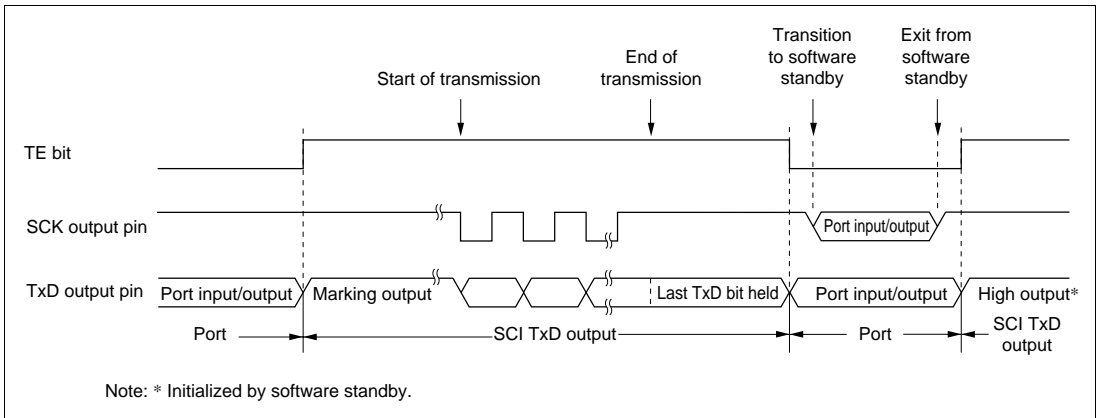 Start of transmission
End of
transmission
Transition
to software
standby
Exit from
software
standby
TE bit
SCK output pin
Port input/output
TxD output pin
Port input/output
Marking output
Last TxD bit held
Port input/output
High output*
Port
SCI TxD output
Port
SCI TxD
output
Note: * Initialized by software standby.